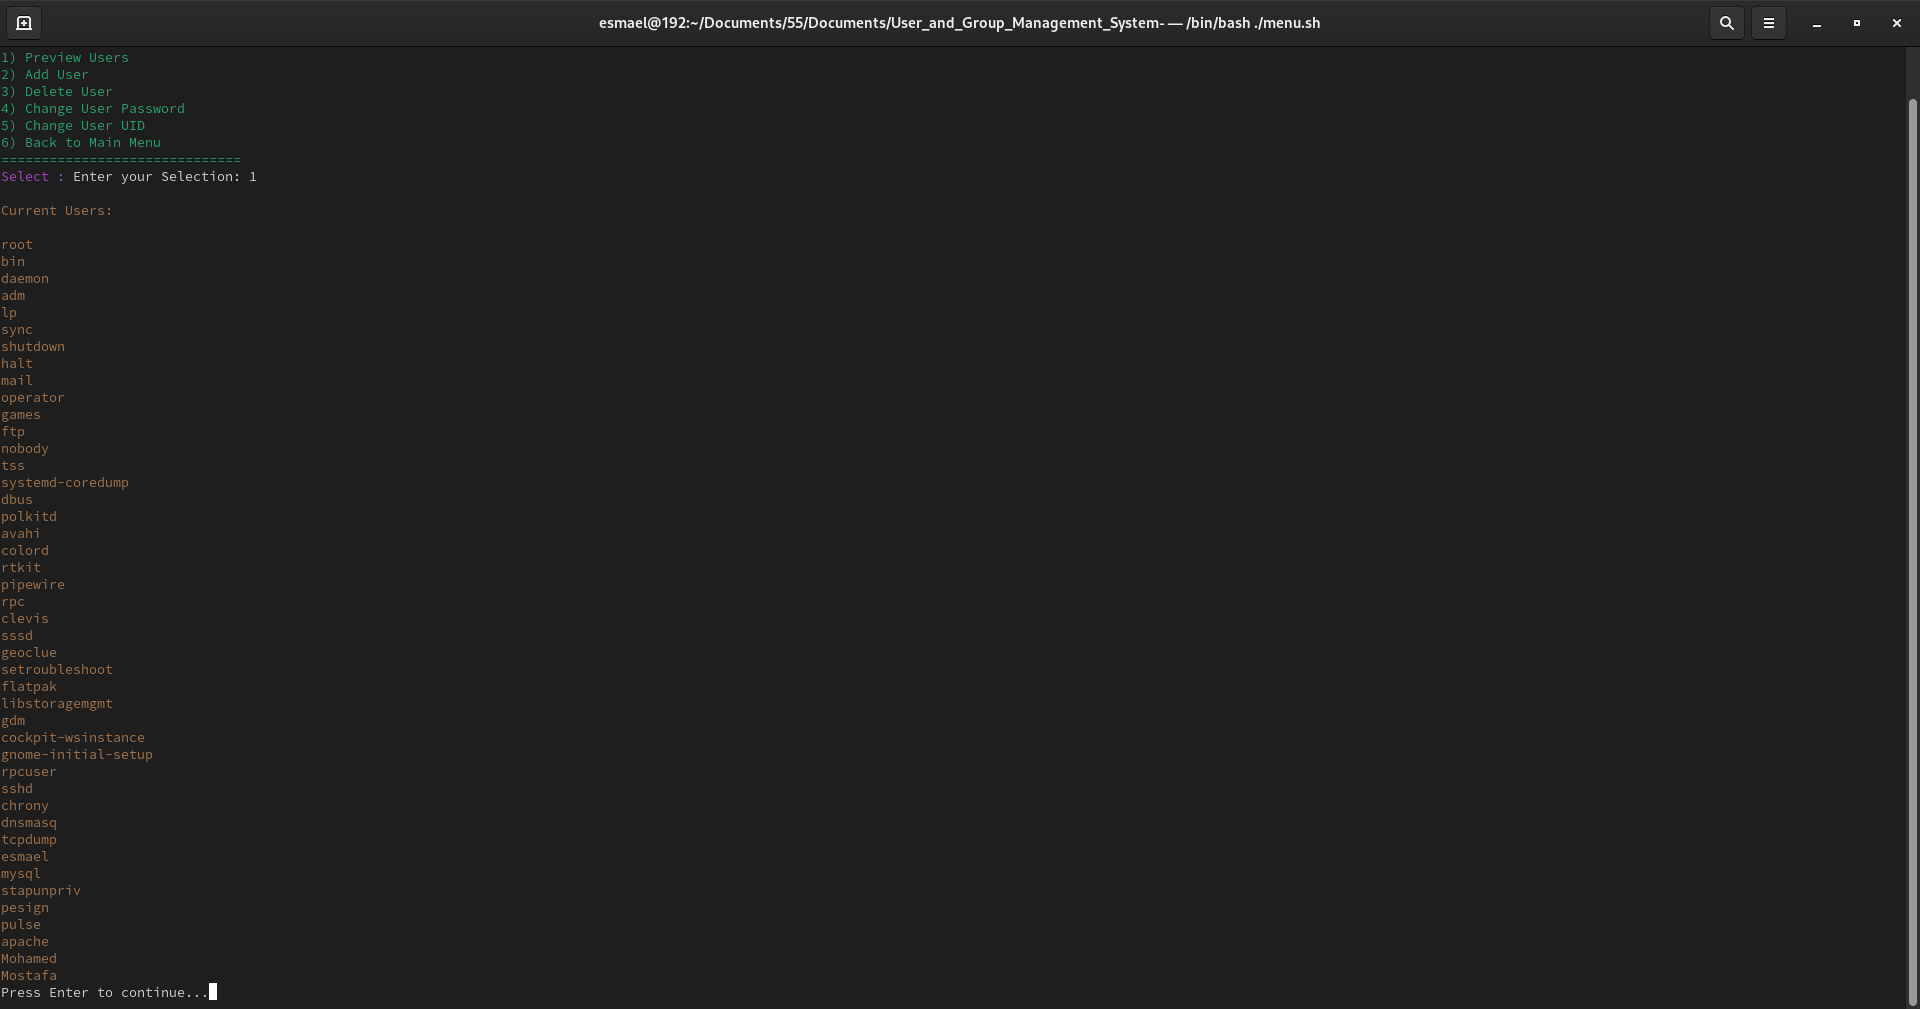 esmael@192:~/Documents/55/Documents/User_and_Group_Management_System- — /bin/bash ./menu.sh
1) Preview Users
2) Add User
3) Delete User
4) Change User Password
5) Change User UID
6) Back to Main Menu
==============================
Select : Enter your Selection: 1
Current Users:
root
bin
daemon
adm
lp
sync
shutdown
halt
mail
operator
games
ftp
nobody
tss
systemd-coredump
dbus
polkitd
avahi
colord
rtkit
pipewire
rpc
clevis
sssd
geoclue
setroubleshoot
flatpak
libstoragemgmt
gdm
cockpit-wsinstance
gnome-initial-setup
rpcuser
sshd
chrony
dnsmasq
tcpdump
esmael
mysql
stapunpriv
pesign
pulse
apache
Mohamed
Mostafa
Press Enter to continue...